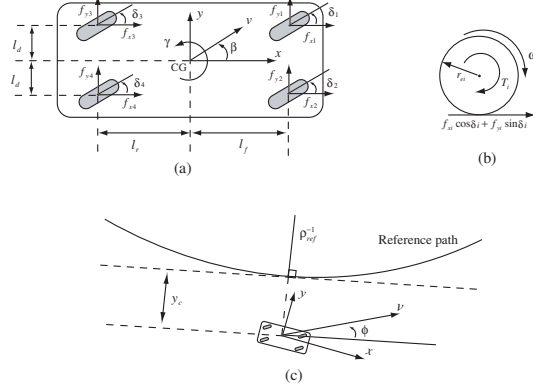 f_y3
δ_3
y
v
f_y1
δ_1
f_x3
γ
β
f_x1
l_d
CG
x
l_d
f_y4
δ_4
f_y2
δ_2
f_x4
f_x2
l_r
l_f
(a)
ω
r_ei
T_i
f_xi cosδ_i + f_yi sinδ_i
(b)
ρ_ref^-1
Reference path
y_c
y
v
ϕ
x
(c)